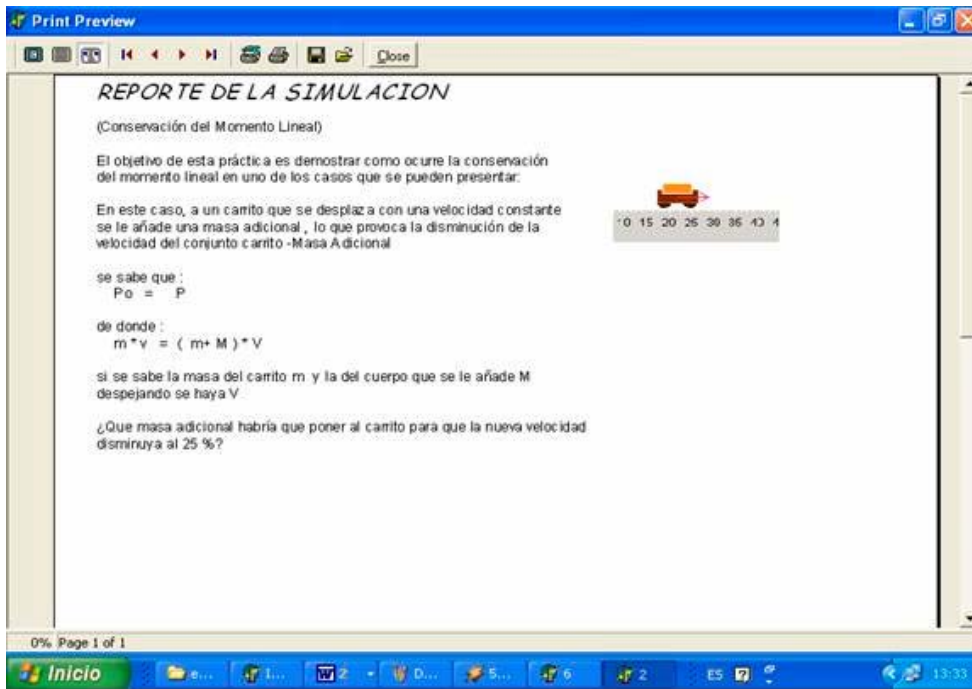 Print Preview
Close
REPORTE DE LA SIMULACION
(Conservación del Momento Lineal)
El objetivo de esta práctica es demostrar como ocurre la conservación
del momento lineal en uno de los casos que se pueden presentar:
En este caso, a un carrito que se desplaza con una velocidad constante
se le añade una masa adicional , lo que provoca la disminución de la
velocidad del conjunto carrito -Masa Adicional
15 20 25 30 35 40
se sabe que :
Po = P
de donde :
m * v = ( m+ M ) * V
si se sabe la masa del carrito m y la del cuerpo que se le añade M
despejando se haya V
¿Que masa adicional habría que poner al carrito para que la nueva velocidad
disminuya al 25 %?
0% Page 1 of 1
Inicio e... 1... 2 D... 5... 6 2 ES 13:33